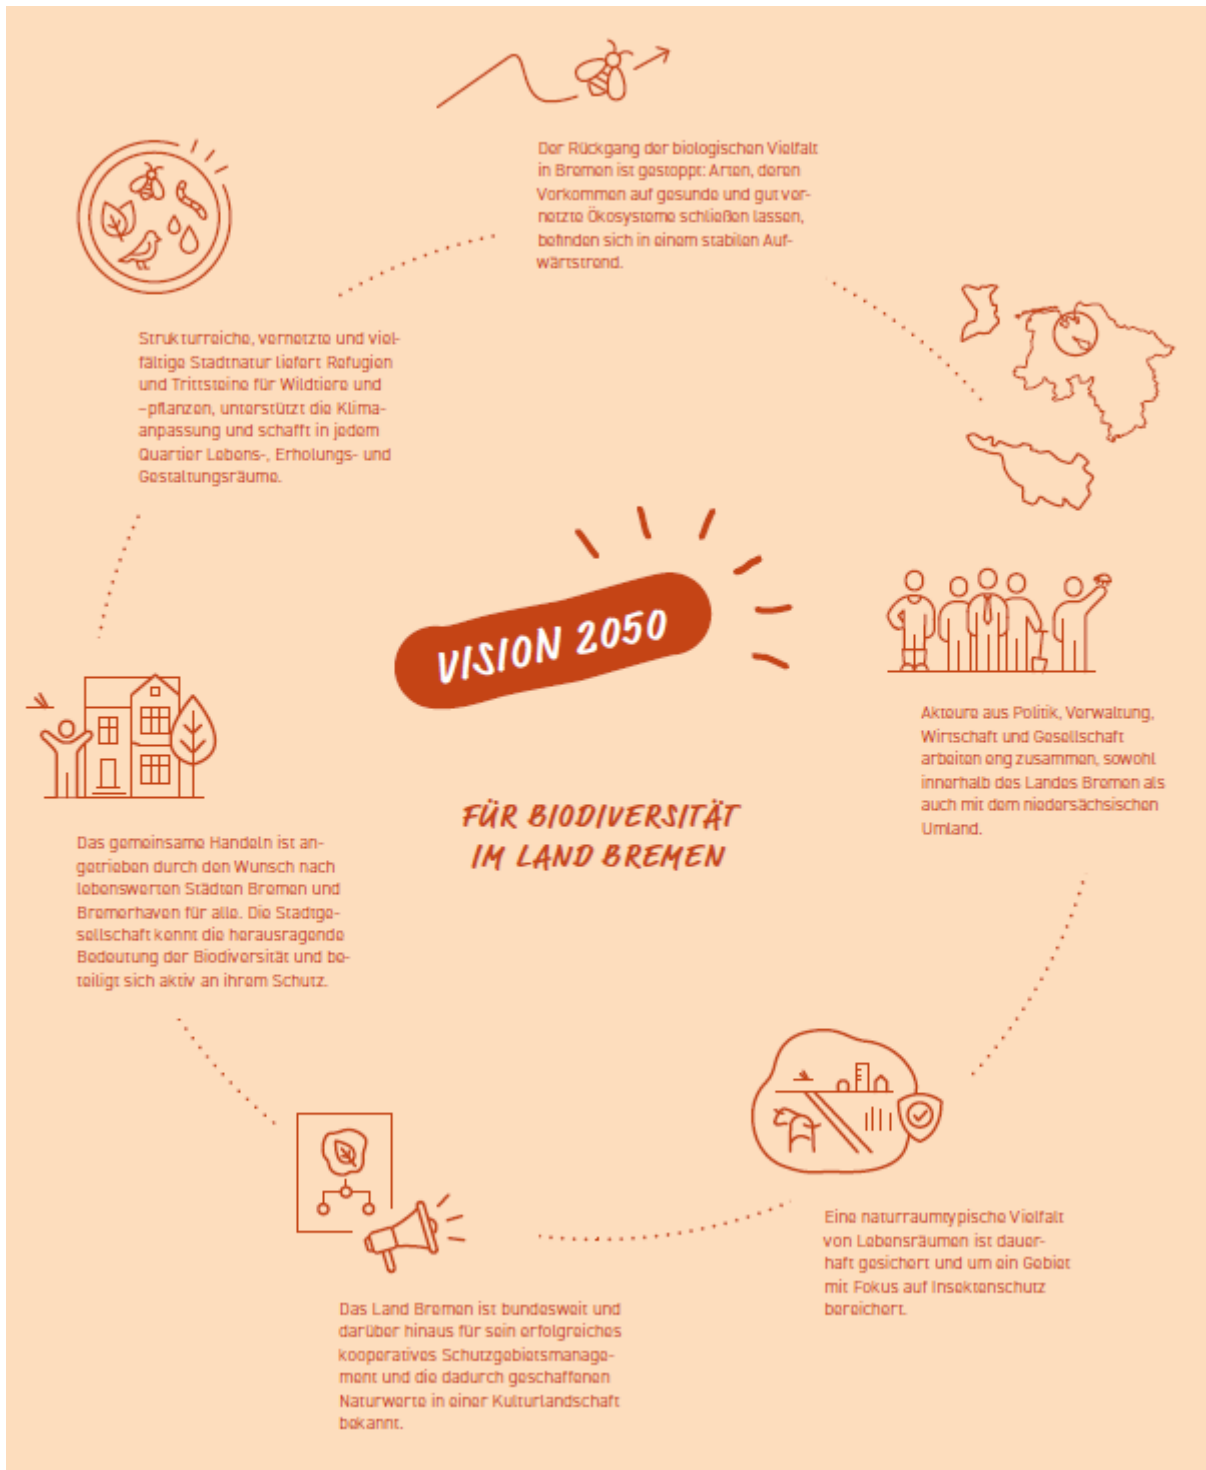 Der Rückgang der biologischen Vielfalt
in Bremen ist gestoppt: Arten, deren
Vorkommen auf gesunde und gut ver-
netzte Ökosysteme schließen lassen,
befinden sich in einem stabilen Auf-
wärtstrend.
Akteure aus Politik, Verwaltung,
Wirtschaft und Gesellschaft
arbeiten eng zusammen, sowohl
innerhalb des Landes Bremen als
auch mit dem niedersächsischen
Umland.
Eine naturraumtypische Vielfalt
von Lebensräumen ist dauer-
haft gesichert und um ein Gebiet
mit Fokus auf Insektenschutz
bereichert.
Das Land Bremen ist bundesweit und
darüber hinaus für sein erfolgreiches
kooperatives Schutzgebietsmanage-
ment und die dadurch geschaffenen
Naturwerte in einer Kulturlandschaft
bekannt.
Das gemeinsame Handeln ist an-
getrieben durch den Wunsch nach
lebenswerten Städten Bremen und
Bremerhaven für alle. Die Stadtge-
sellschaft kennt die herausragende
Bedeutung der Biodiversität und be-
teiligt sich aktiv an ihrem Schutz.
Strukturreiche, vernetzte und viel-
fältige Stadtnatur liefert Refugien
und Trittsteine für Wildtiere und
-pflanzen, unterstützt die Klima-
anpassung und schafft in jedem
Quartier Lebens-, Erholungs- und
Gestaltungsräume.
VISION 2050
FÜR BIODIVERSITÄT
IM LAND BREMEN